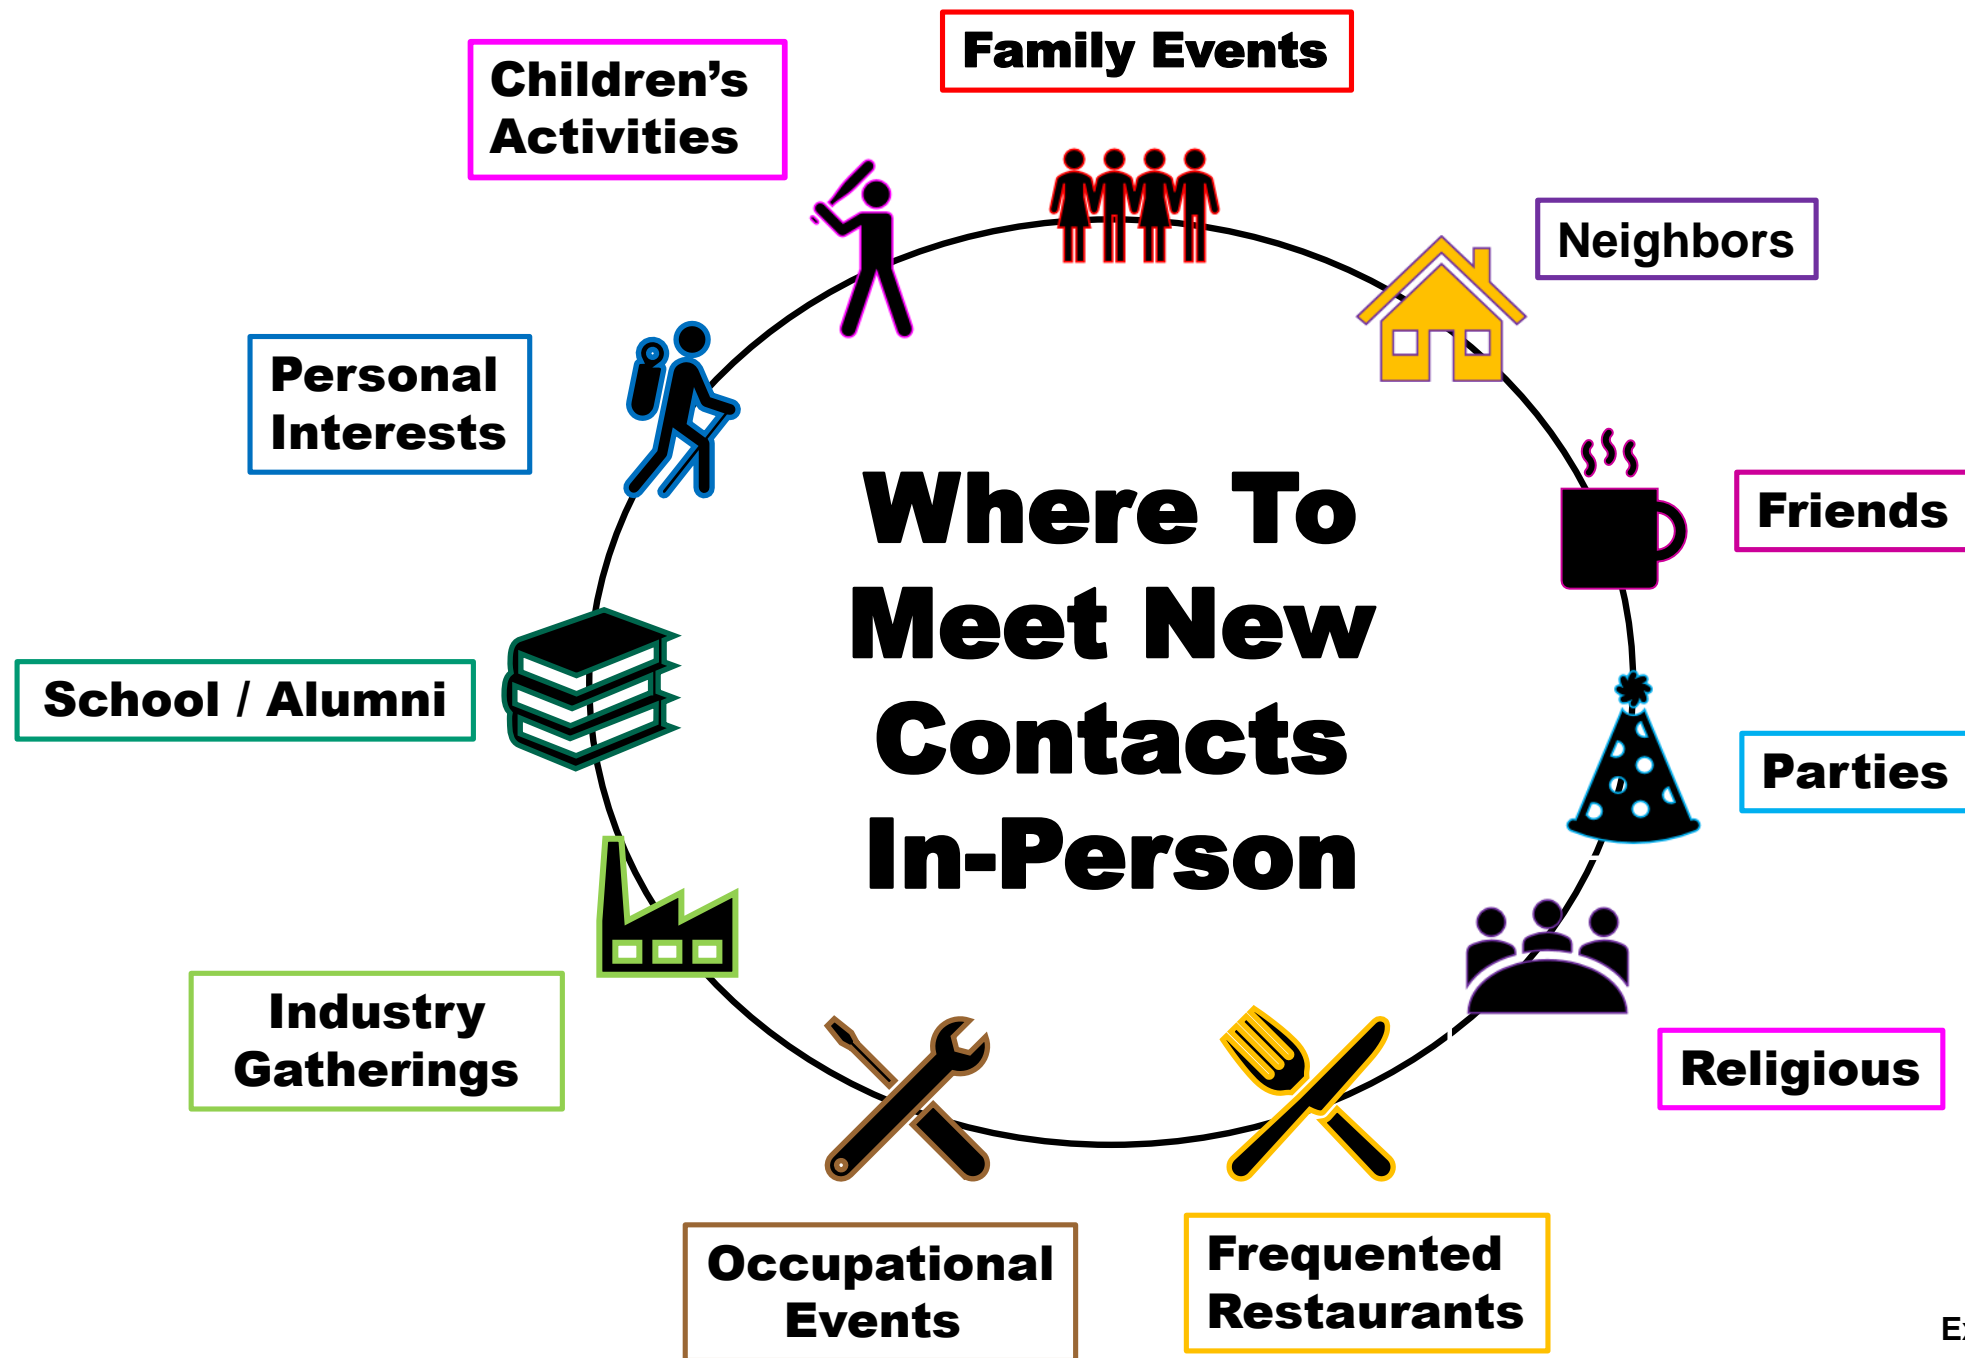 Family Events
Children’s
Activities
Neighbors
Personal
Interests
Friends
Where To
Meet New
Contacts
In-Person
School / Alumni
Parties
Industry
Gatherings
Religious
Occupational
Events
Frequented
Restaurants